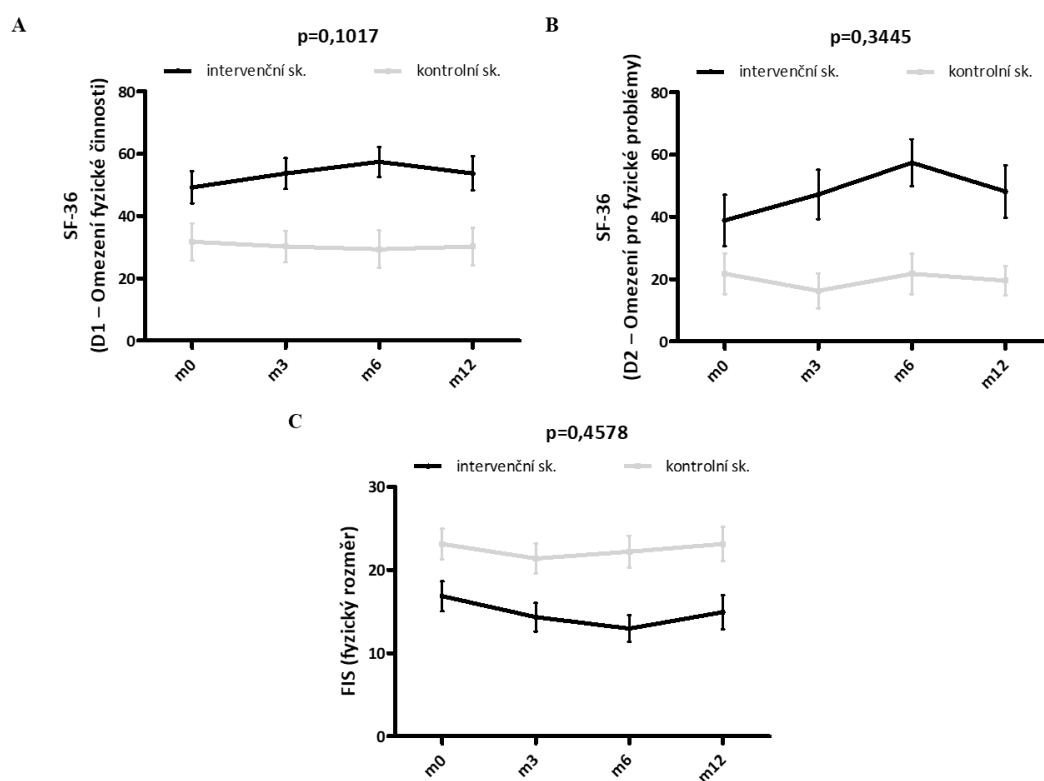 A
p=0,1017
intervenční sk.
kontrolní sk.
SF-36
(D1 – Omezení fyzické činnosti)
80
60
40
20
0
m0
m3
m6
m12
B
p=0,3445
intervenční sk.
kontrolní sk.
SF-36
(D2 – Omezení pro fyzické problémy)
80
60
40
20
0
m0
m3
m6
m12
C
p=0,4578
intervenční sk.
kontrolní sk.
FIS (fyzický rozměr)
30
20
10
0
m0
m3
m6
m12